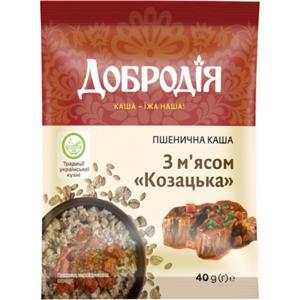 ДОБРОДІЯ
КАША – ЇЖА НАША!
ПШЕНИЧНА КАША
З м'ясом
«Козацька»
Традиції
української
кухні
40 g(г)℮